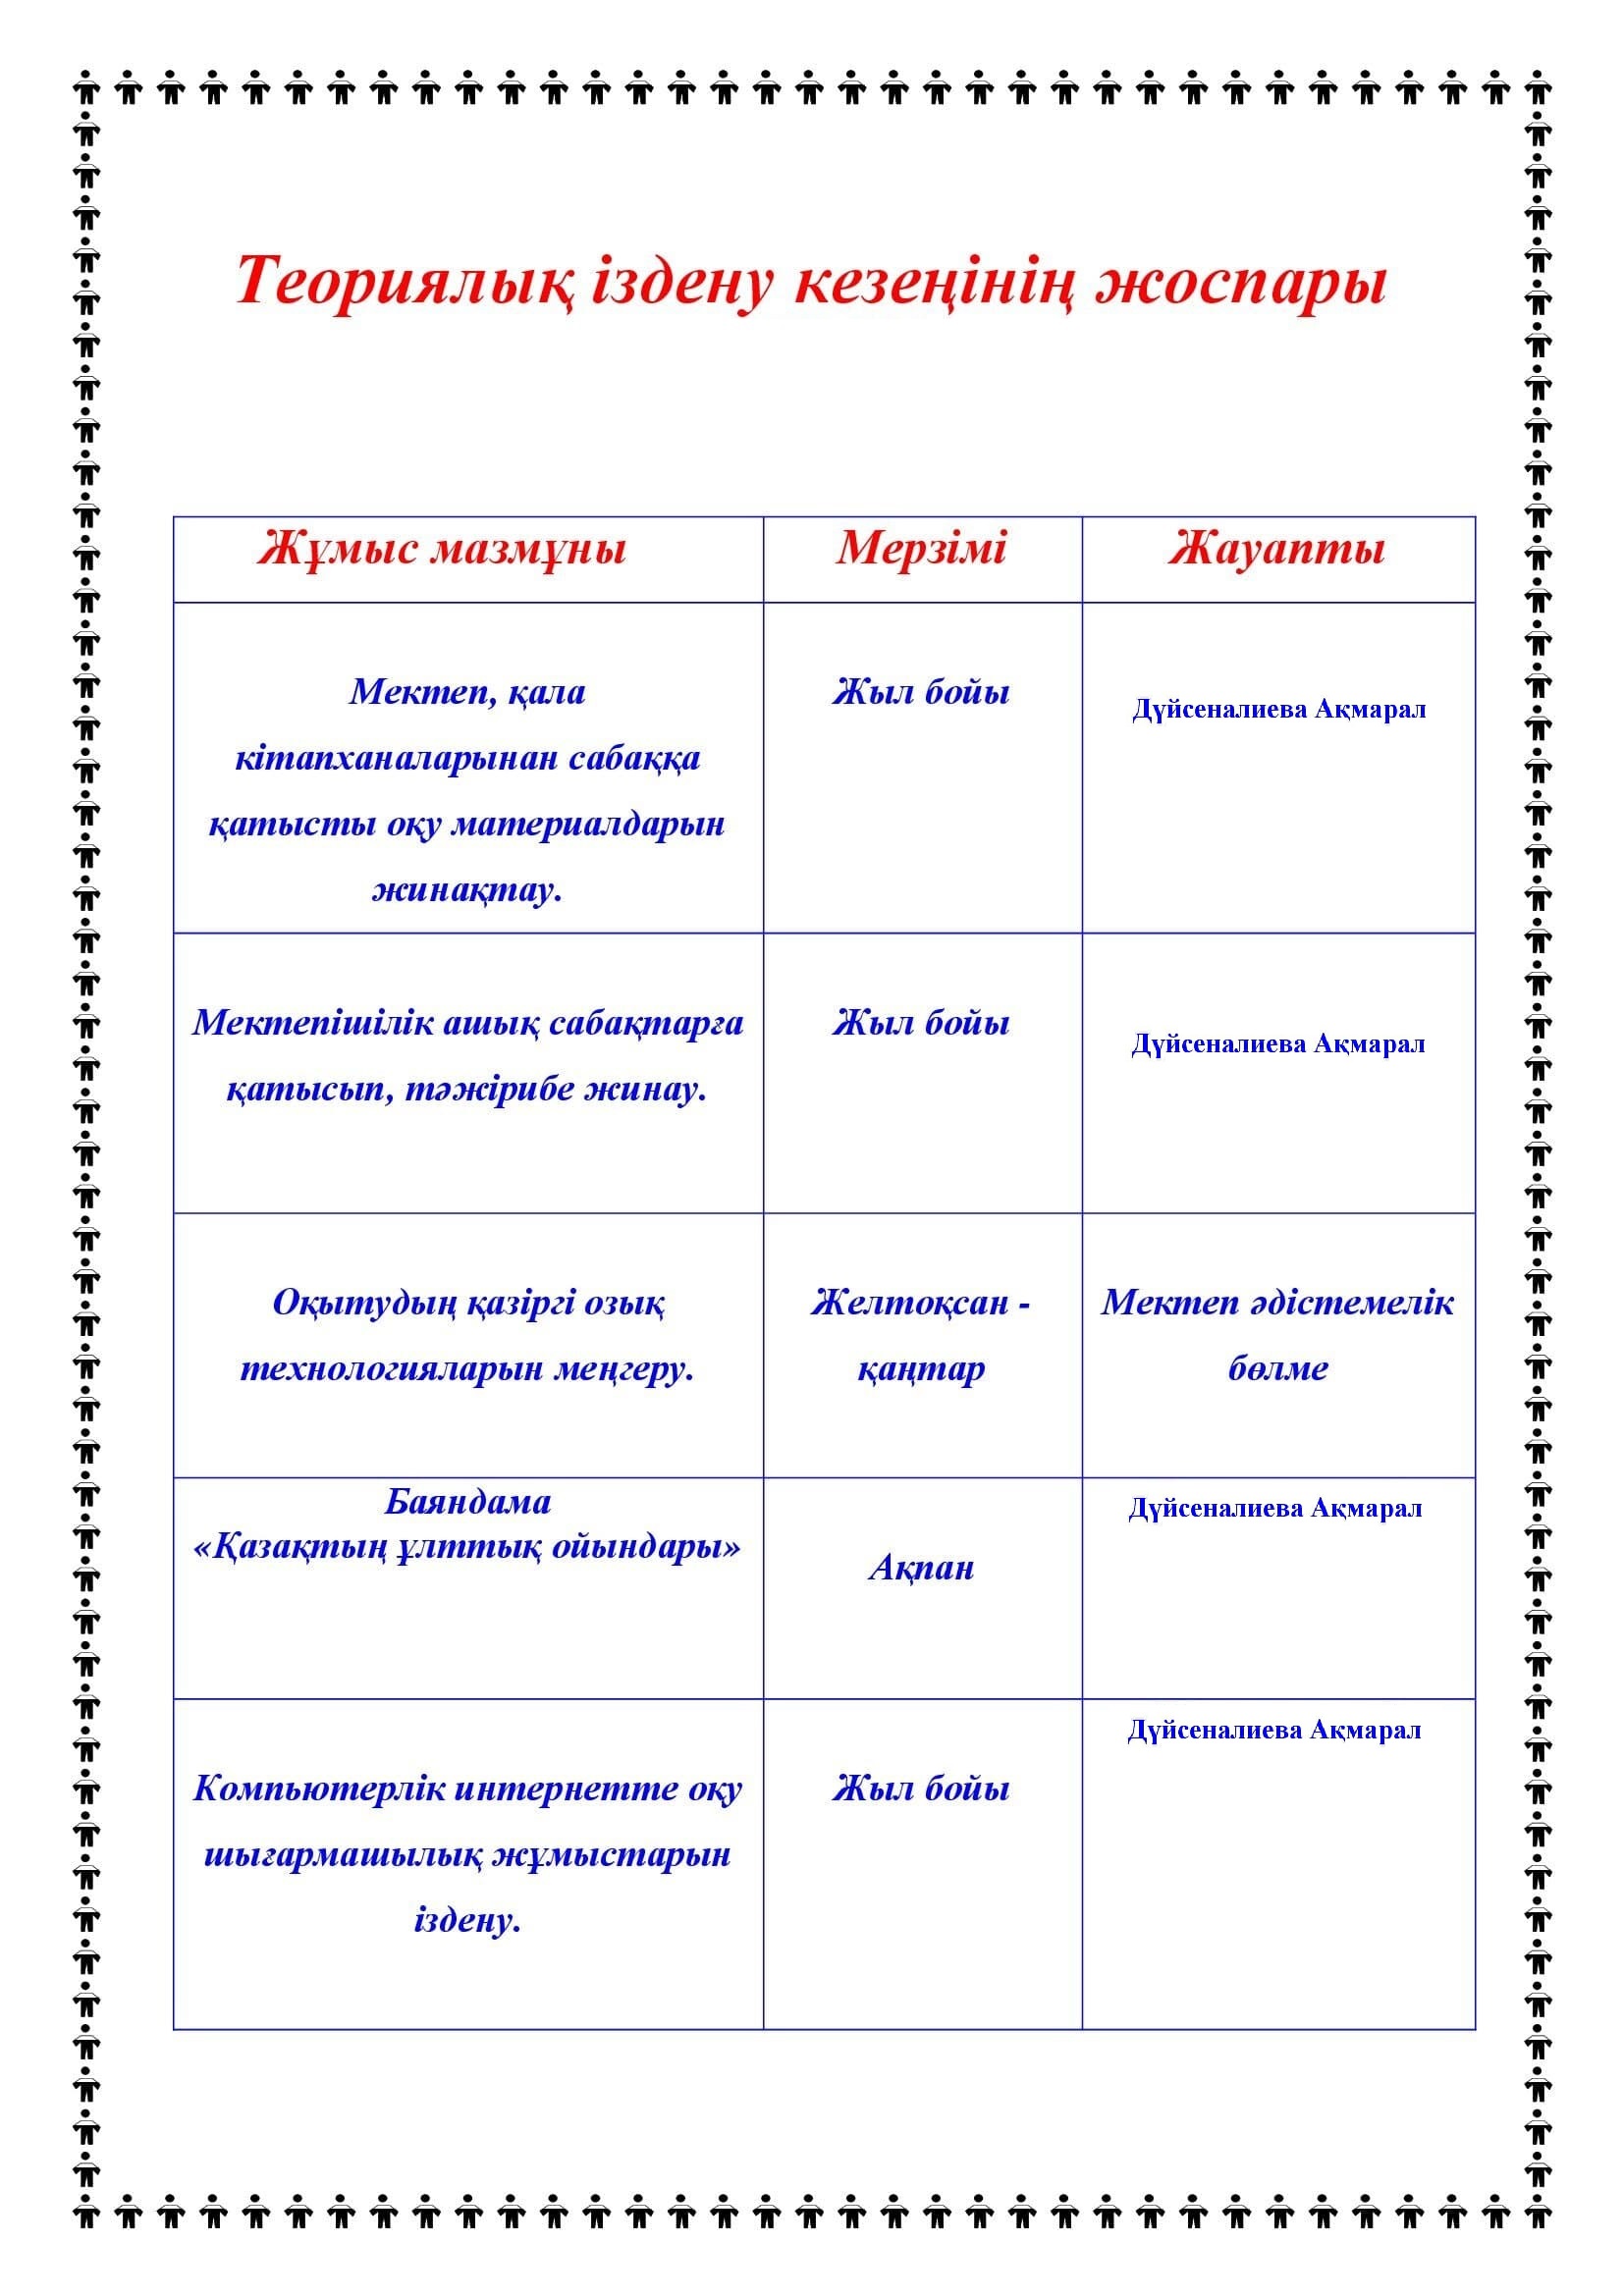 Теориялық іздену кезеңінің жоспары
Жұмыс мазмұны
Мерзімі
Жауапты
Мектеп, қала
кітапханаларынан сабаққа
қатысты оқу материалдарын
жинақтау.
Жыл бойы
Дүйсеналиева Ақмарал
Мектепішілік ашық сабақтарға
қатысып, тәжірибе жинау.
Жыл бойы
Дүйсеналиева Ақмарал
Оқытудың қазіргі озық
технологияларын меңгеру.
Желтоқсан -
қаңтар
Мектеп әдістемелік
бөлме
Баяндама
«Қазақтың ұлттық ойындары»
Ақпан
Дүйсеналиева Ақмарал
Компьютерлік интернетте оқу
шығармашылық жұмыстарын
іздену.
Жыл бойы
Дүйсеналиева Ақмарал